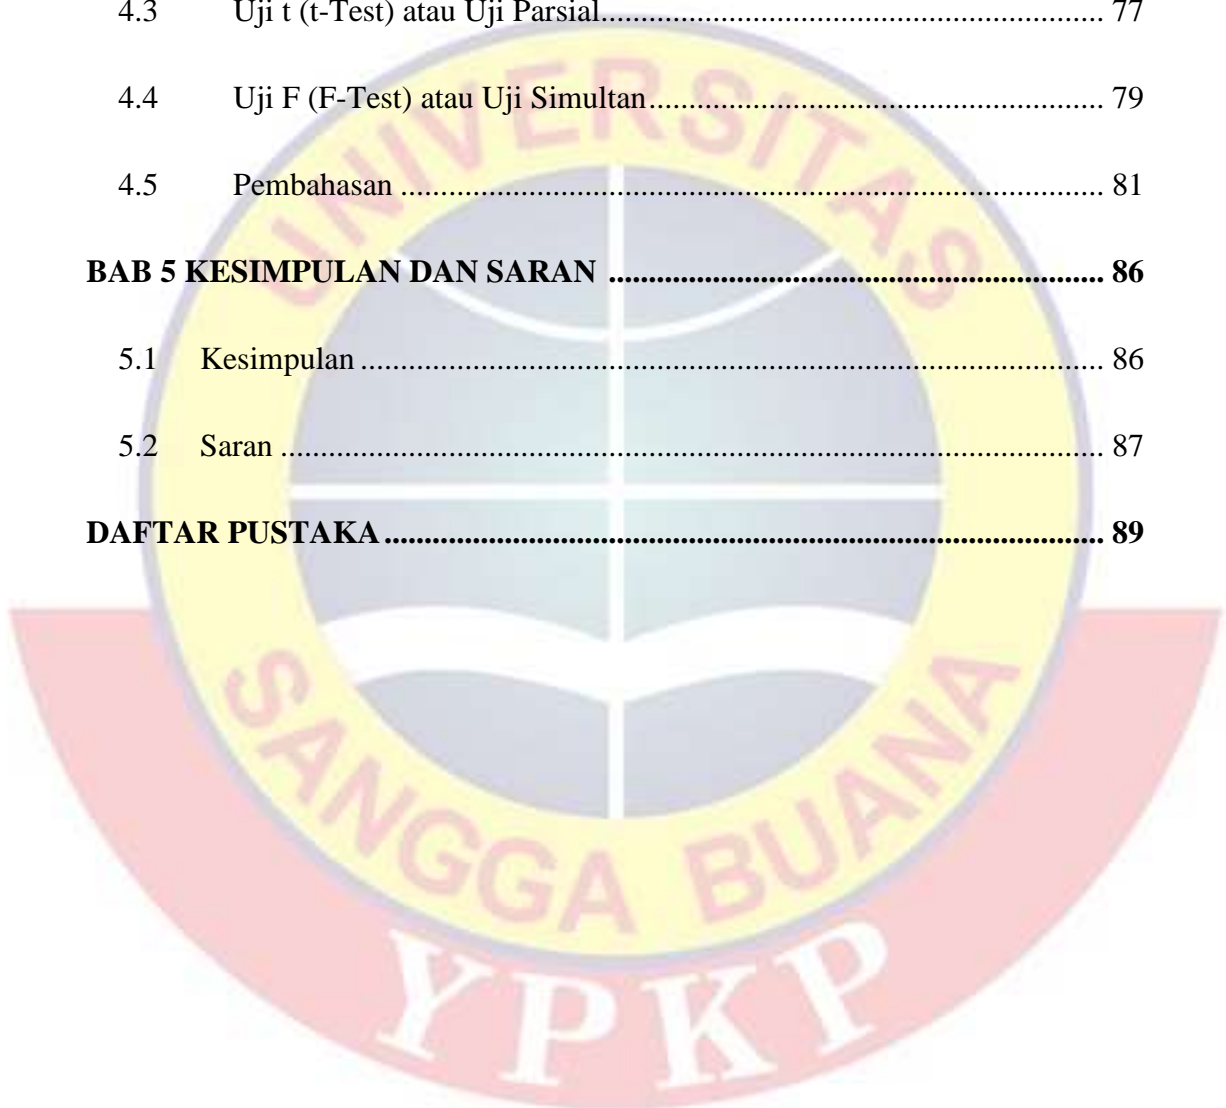 4.3 Uji t (t-Test) atau Uji Parsial................................................................ 77
4.4 Uji F (F-Test) atau Uji Simultan.......................................................... 79
4.5 Pembahasan ......................................................................................... 81
BAB 5 KESIMPULAN DAN SARAN .............................................................. 86
5.1 Kesimpulan .............................................................................................. 86
5.2 Saran ........................................................................................................ 87
DAFTAR PUSTAKA.......................................................................................... 89
UNIVERSITAS
SANGGA BUANA
YPKP